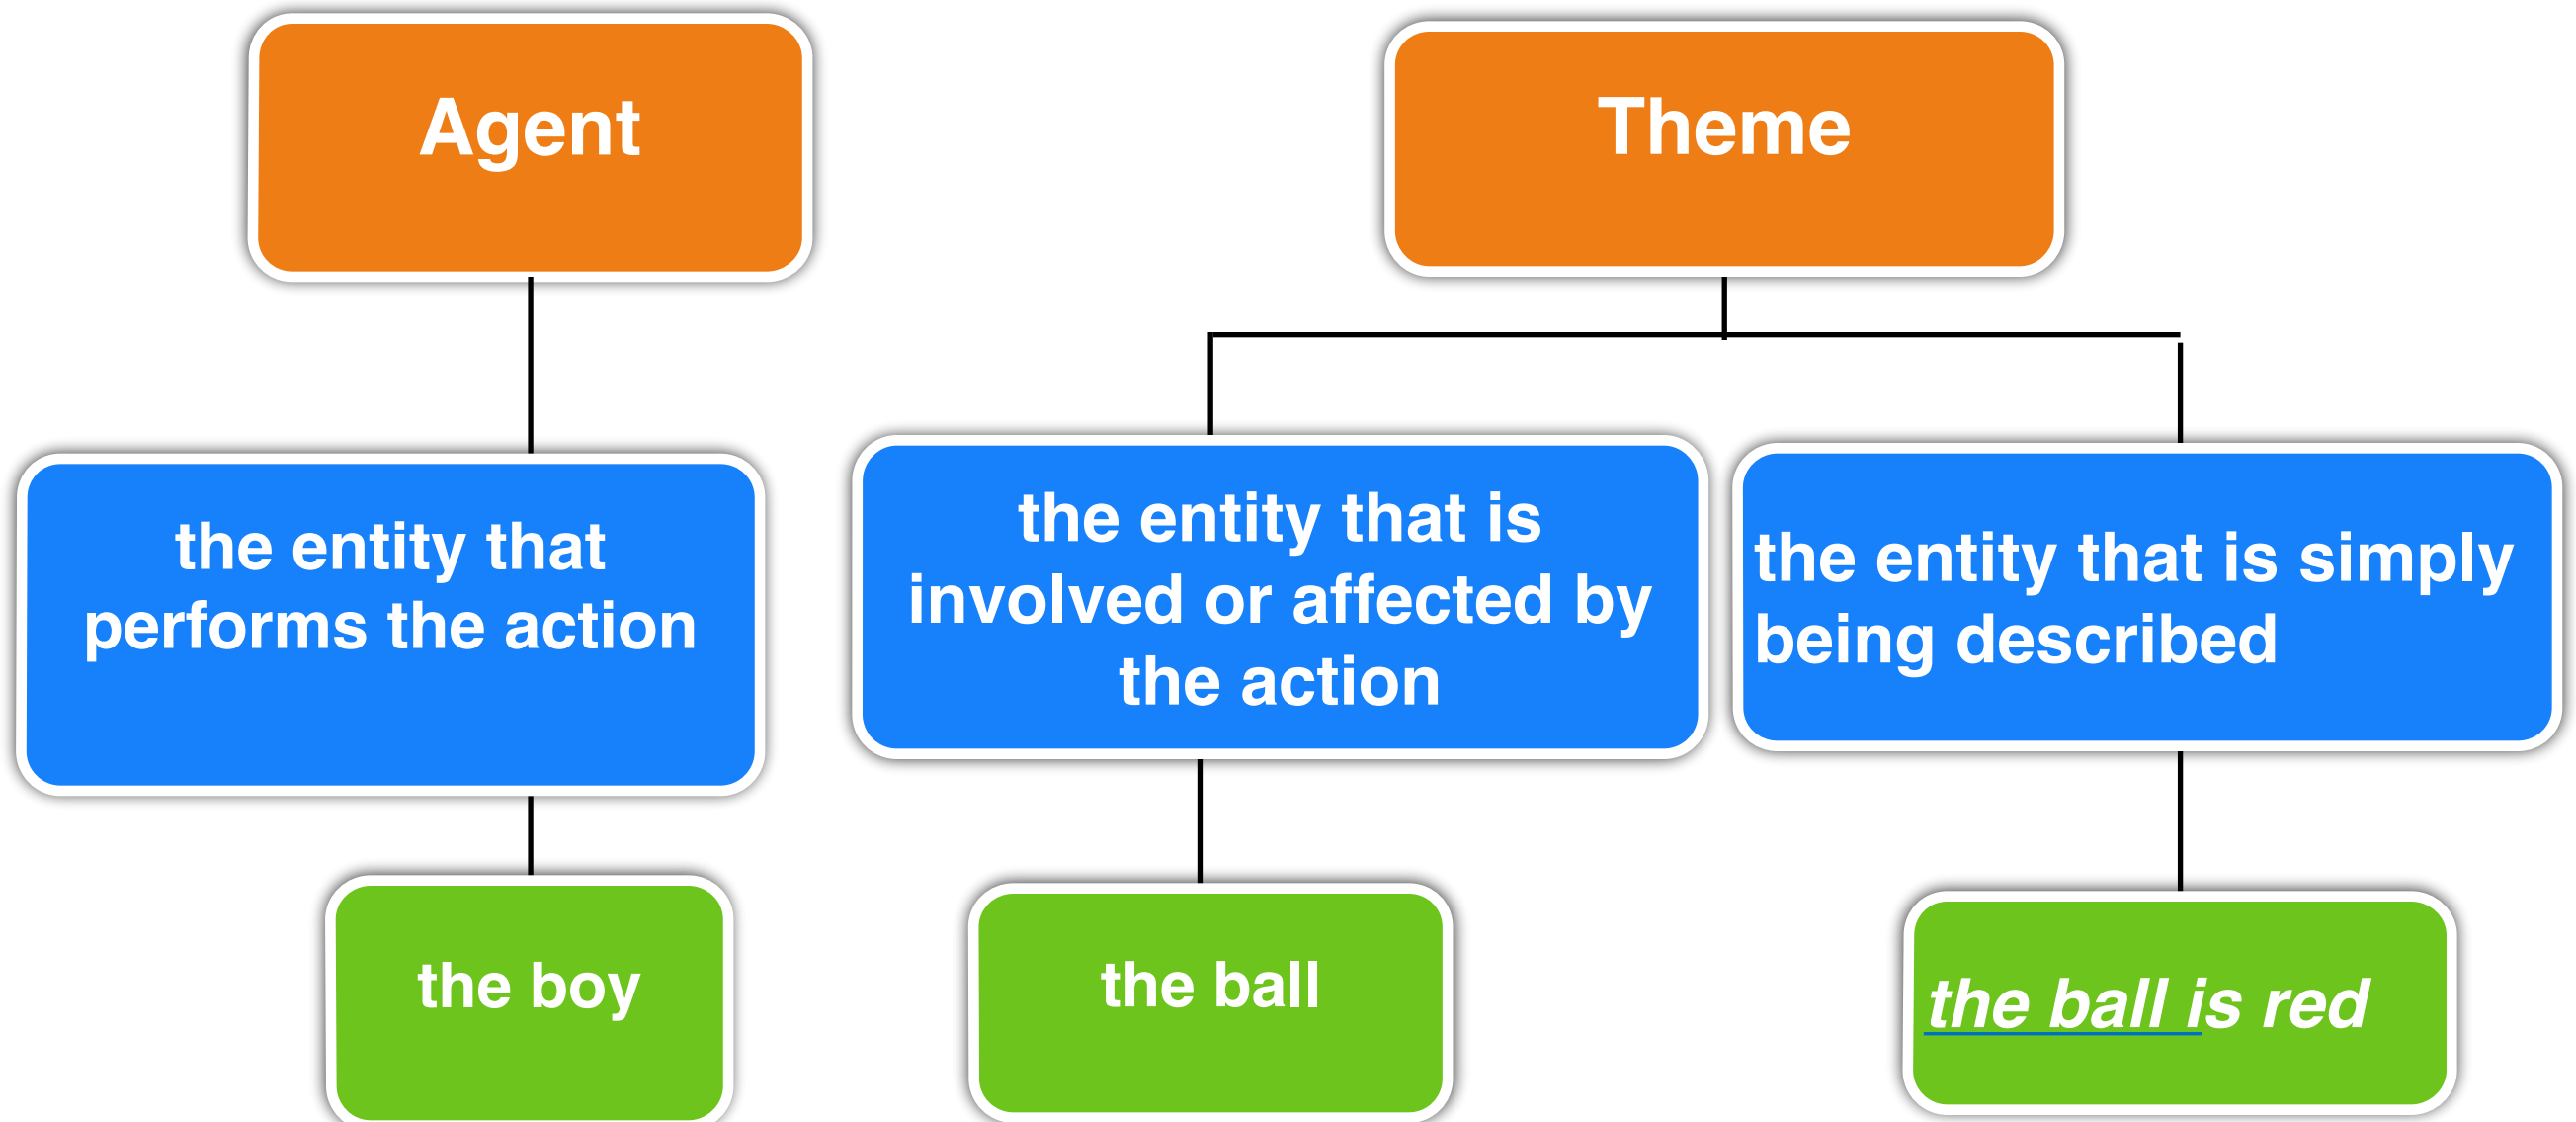 Agent
Theme
the entity that
performs the action
the entity that is
involved or affected by
the action
the entity that is simply
being described
the boy
the ball
the ball is red